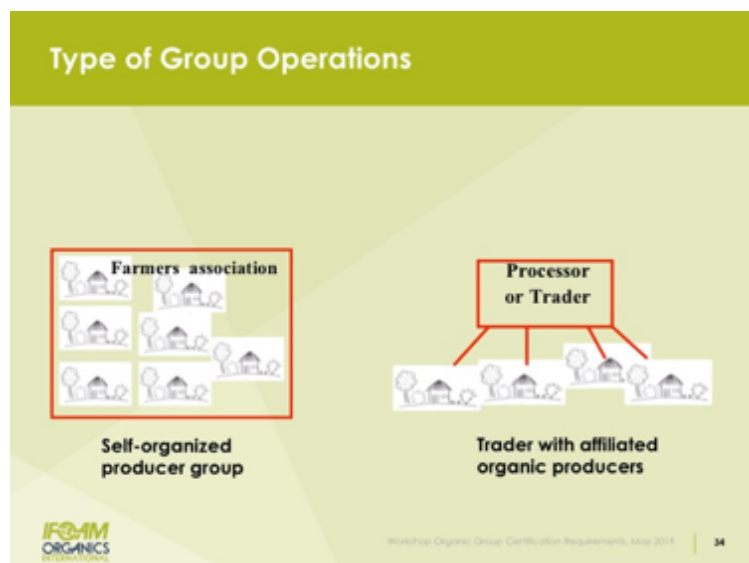 Type of Group Operations
Farmers association
Processor
or Trader
Self-organized
producer group
Trader with affiliated
organic producers
IFOAM
ORGANICS
INTERNATIONAL
Workshop Organic Group Certification Requirements, May 2019
34